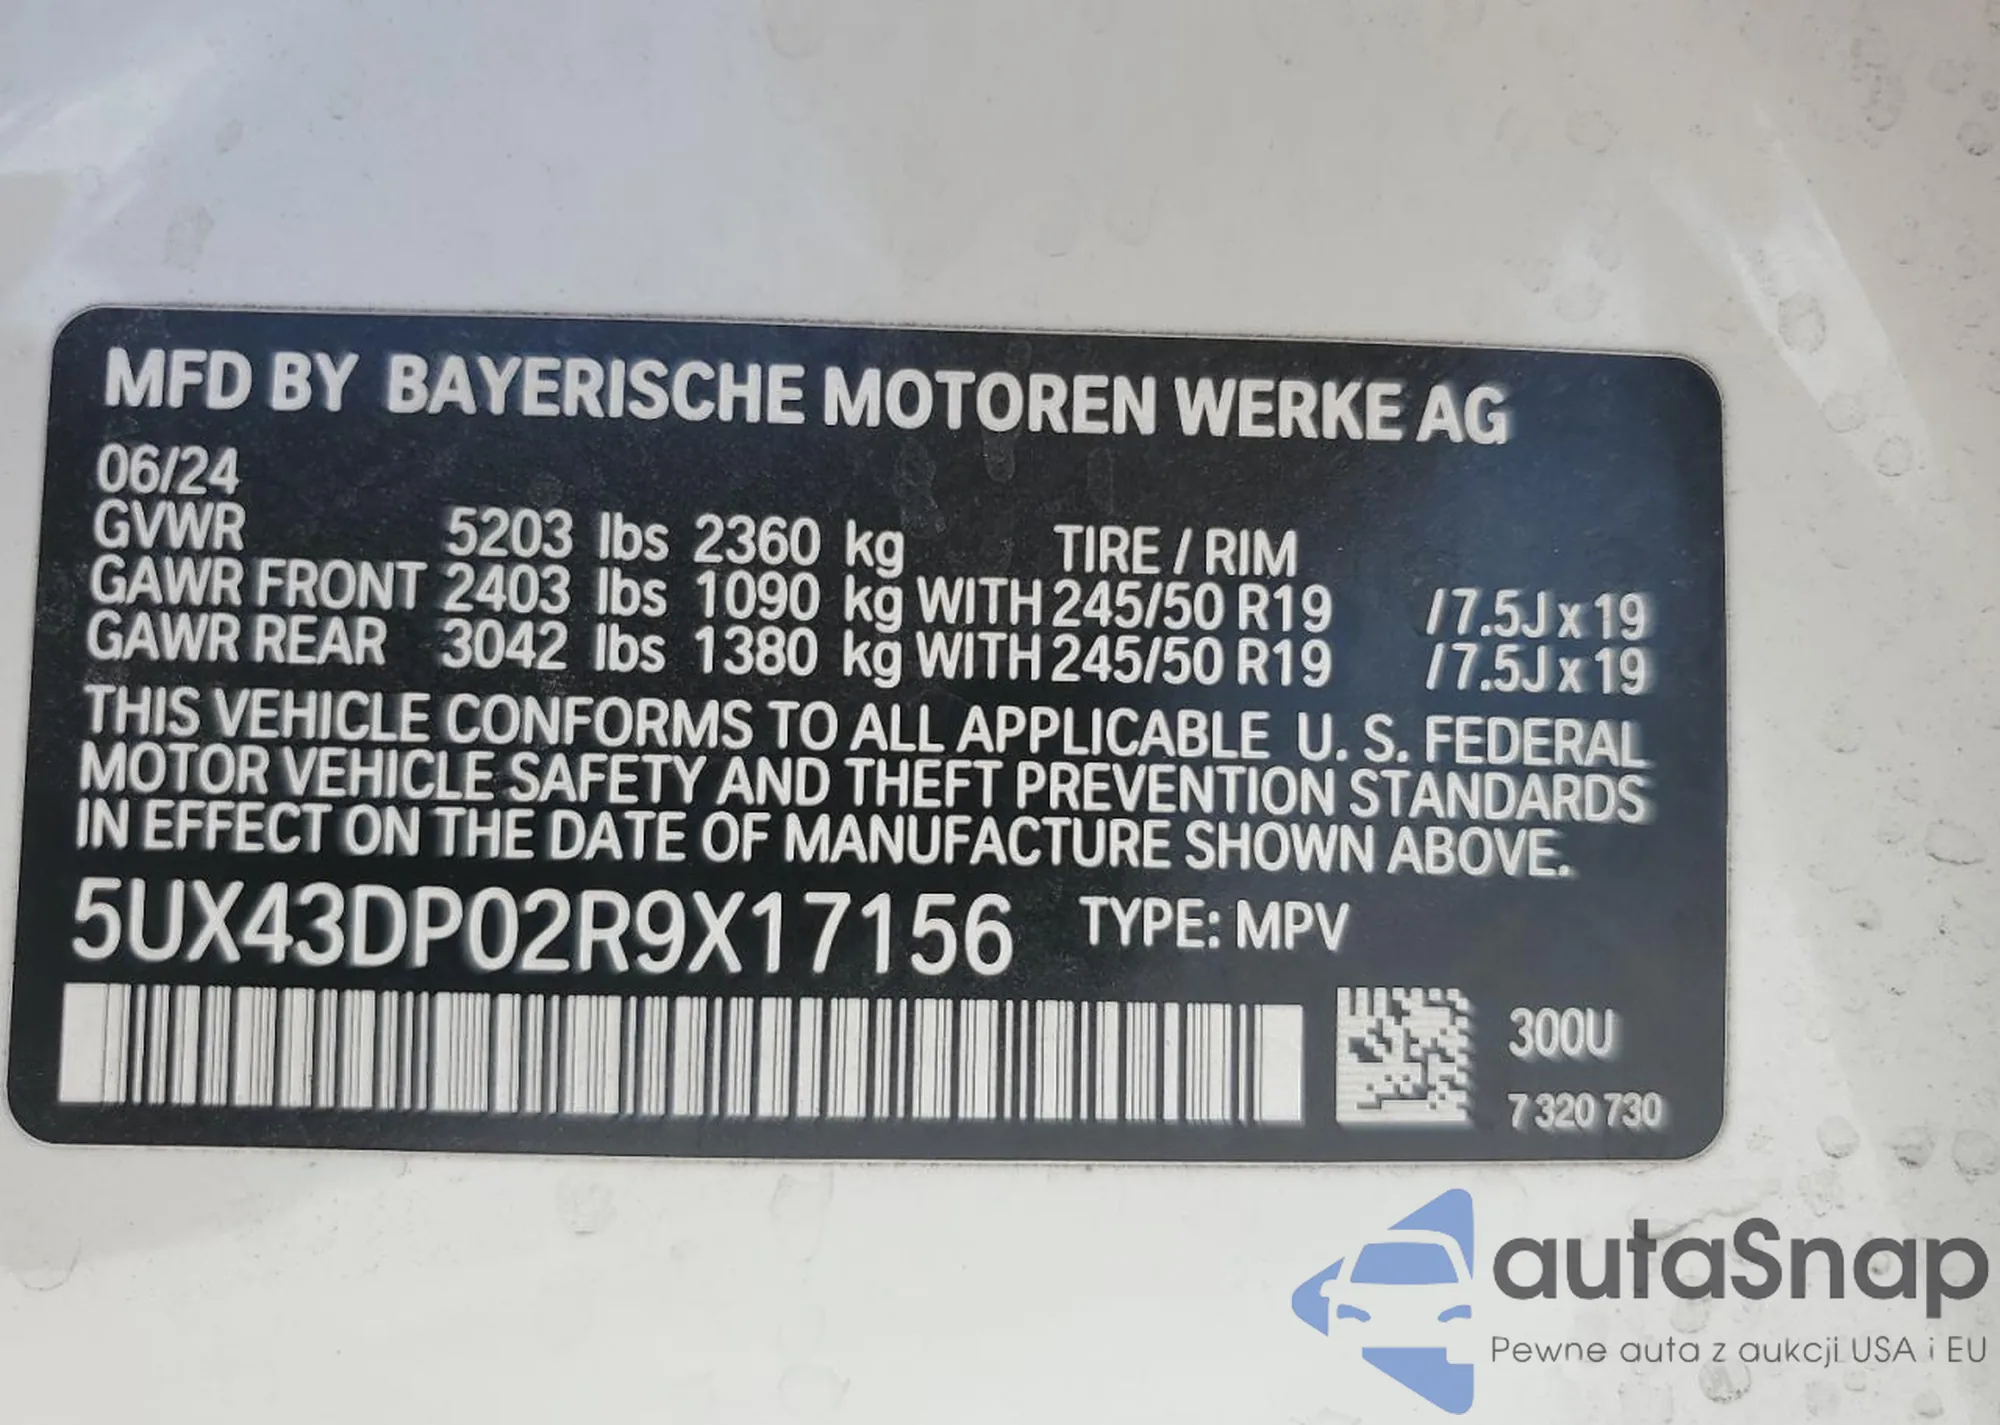 MFD BY BAYERISCHE MOTOREN WERKE AG
06/24
GVWR 5203 lbs 2360 kg TIRE / RIM
GAWR FRONT 2403 lbs 1090 kg WITH 245/50 R19 /7.5J x 19
GAWR REAR 3042 lbs 1380 kg WITH 245/50 R19 /7.5J x 19
THIS VEHICLE CONFORMS TO ALL APPLICABLE U. S. FEDERAL
MOTOR VEHICLE SAFETY AND THEFT PREVENTION STANDARDS
IN EFFECT ON THE DATE OF MANUFACTURE SHOWN ABOVE.
5UX43DP02R9X17156 TYPE: MPV
300U
7 320 730
autaSnap
Pewne auta z aukcji USA i EU